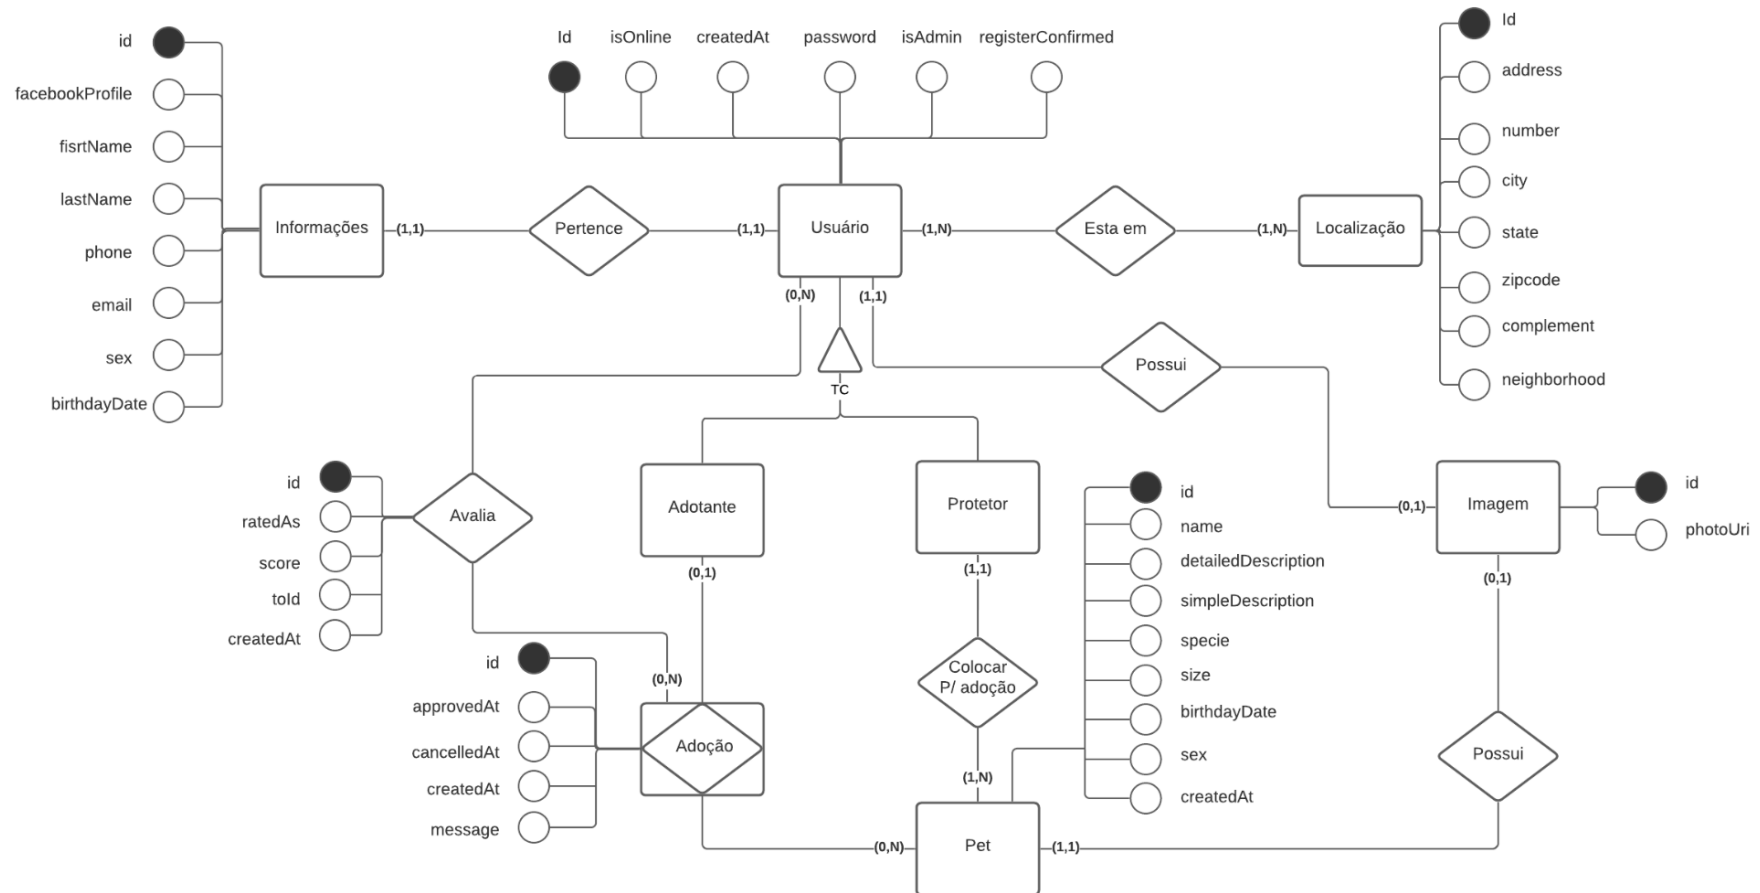 id
facebookProfile
fisrtName
lastName
phone
email
sex
birthdayDate
Informações
(1,1)
Pertence
(1,1)
Id
isOnline
createdAt
password
isAdmin
registerConfirmed
Usuário
(1,N)
Esta em
(1,N)
Localização
Id
address
number
city
state
zipcode
complement
neighborhood
(0,N)
(1,1)
TC
Possui
id
ratedAs
score
toId
createdAt
Avalia
Adotante
(0,1)
Protetor
(1,1)
(0,1)
Imagem
id
photoUri
(0,1)
id
name
detailedDescription
simpleDescription
specie
size
birthdayDate
sex
createdAt
Colocar
P/ adoção
(1,N)
id
approvedAt
cancelledAt
createdAt
message
(0,N)
Adoção
Possui
(0,N)
Pet
(1,1)